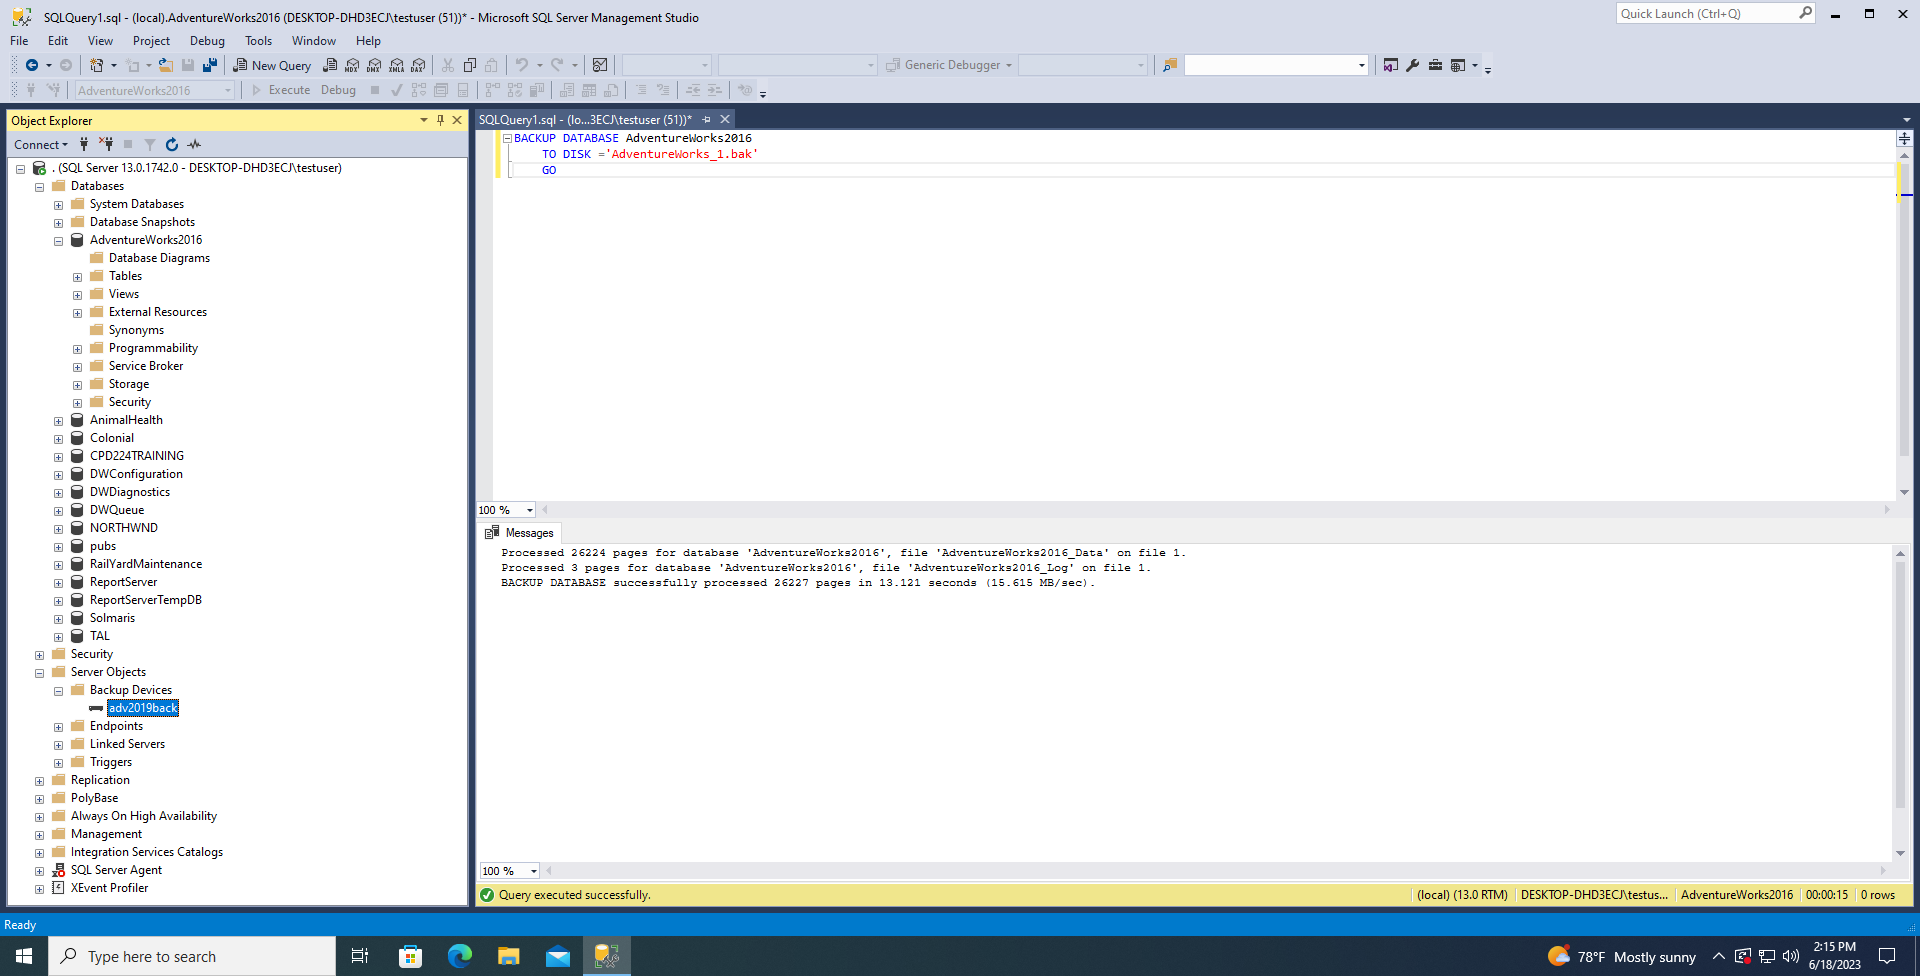 SQLQuery1.sql - (local).AdventureWorks2016 (DESKTOP-DHD3ECJ\testuser (51))* - Microsoft SQL Server Management Studio
Quick Launch (Ctrl+Q)
File Edit View Project Debug Tools Window Help
New Query
MDX DMX XMLA DAX
Generic Debugger
AdventureWorks2016
Execute Debug
Object Explorer
Connect
. (SQL Server 13.0.1742.0 - DESKTOP-DHD3ECJ\testuser)
Databases
System Databases
Database Snapshots
AdventureWorks2016
Database Diagrams
Tables
Views
External Resources
Synonyms
Programmability
Service Broker
Storage
Security
AnimalHealth
Colonial
CPD224TRAINING
DWConfiguration
DWDiagnostics
DWQueue
NORTHWND
pubs
RailYardMaintenance
ReportServer
ReportServerTempDB
Solmaris
TAL
Security
Server Objects
Backup Devices
adv2019back
Endpoints
Linked Servers
Triggers
Replication
PolyBase
Always On High Availability
Management
Integration Services Catalogs
SQL Server Agent
XEvent Profiler
SQLQuery1.sql - (lo...3ECJ\testuser (51))*
BACKUP DATABASE AdventureWorks2016
TO DISK ='AdventureWorks_1.bak'
GO
100 %
Messages
Processed 26224 pages for database 'AdventureWorks2016', file 'AdventureWorks2016_Data' on file 1.
Processed 3 pages for database 'AdventureWorks2016', file 'AdventureWorks2016_Log' on file 1.
BACKUP DATABASE successfully processed 26227 pages in 13.121 seconds (15.615 MB/sec).
100 %
Query executed successfully.
(local) (13.0 RTM) DESKTOP-DHD3ECJ\testus... AdventureWorks2016 00:00:15 0 rows
Ready
Type here to search
78°F Mostly sunny
2:15 PM
6/18/2023